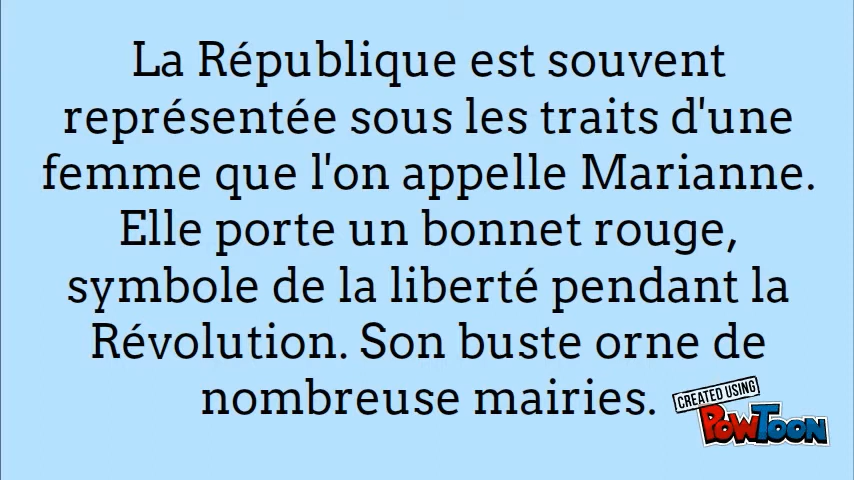 La République est souvent
représentée sous les traits d'une
femme que l'on appelle Marianne.
Elle porte un bonnet rouge,
symbole de la liberté pendant la
Révolution. Son buste orne de
nombreuse mairies.
CREATED USING
POWTOON